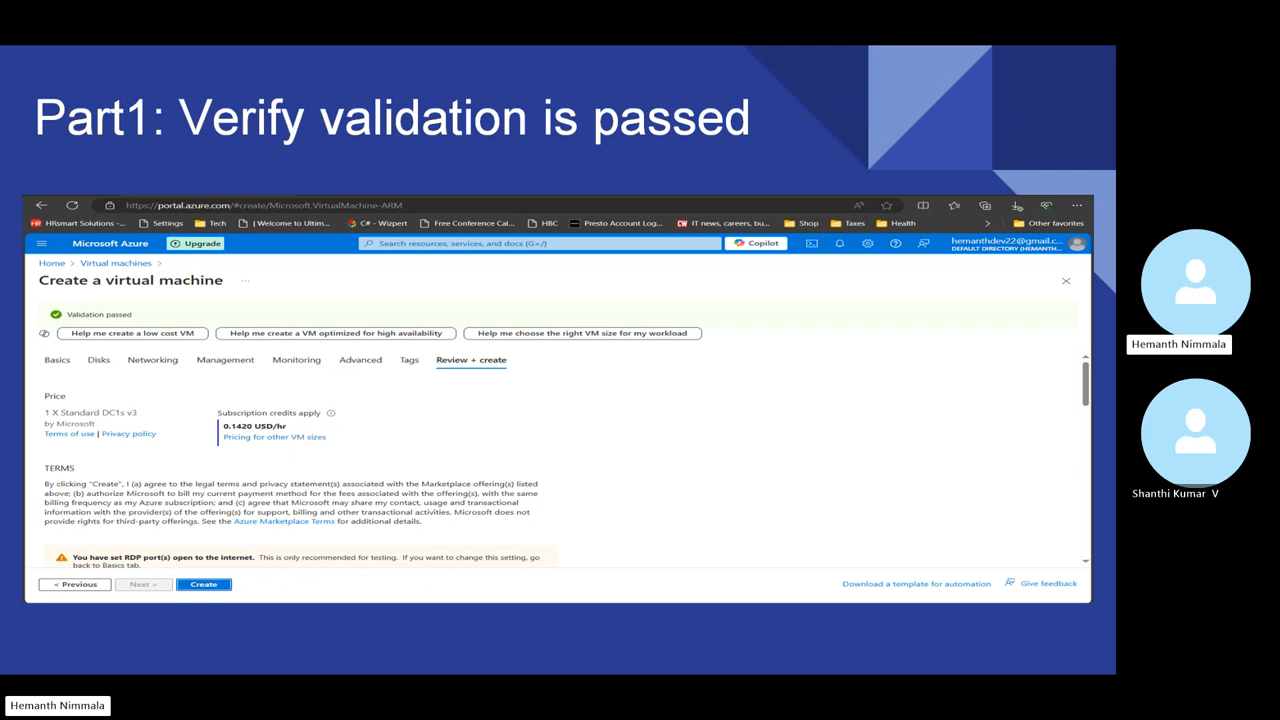 Part1: Verify validation is passed
https://portal.azure.com/#create/Microsoft.VirtualMachine-ARM
HRsmart Solutions -... Settings Tech | Welcome to Ultim... C# - Wizpert Free Conference Cal... HBC Presto Account Log... CW IT news, careers, bu... Shop Taxes Health Other favorites
Microsoft Azure Upgrade Search resources, services, and docs (G+/) Copilot hemanthdev22@gmail.c...
DEFAULT DIRECTORY (HEMANTH...
Home > Virtual machines >
Create a virtual machine ...
Validation passed
Help me create a low cost VM Help me create a VM optimized for high availability Help me choose the right VM size for my workload
Basics Disks Networking Management Monitoring Advanced Tags Review + create
Price
1 X Standard DC1s v3
by Microsoft
Terms of use | Privacy policy
Subscription credits apply
0.1420 USD/hr
Pricing for other VM sizes
TERMS
By clicking "Create", I (a) agree to the legal terms and privacy statement(s) associated with the Marketplace offering(s) listed
above; (b) authorize Microsoft to bill my current payment method for the fees associated with the offering(s), with the same
billing frequency as my Azure subscription; and (c) agree that Microsoft may share my contact, usage and transactional
information with the provider(s) of the offering(s) for support, billing and other transactional activities. Microsoft does not
provide rights for third-party offerings. See the Azure Marketplace Terms for additional details.
You have set RDP port(s) open to the internet. This is only recommended for testing. If you want to change this setting, go
back to Basics tab.
< Previous Next > Create Download a template for automation Give feedback
Hemanth Nimmala
Shanthi Kumar V
Hemanth Nimmala